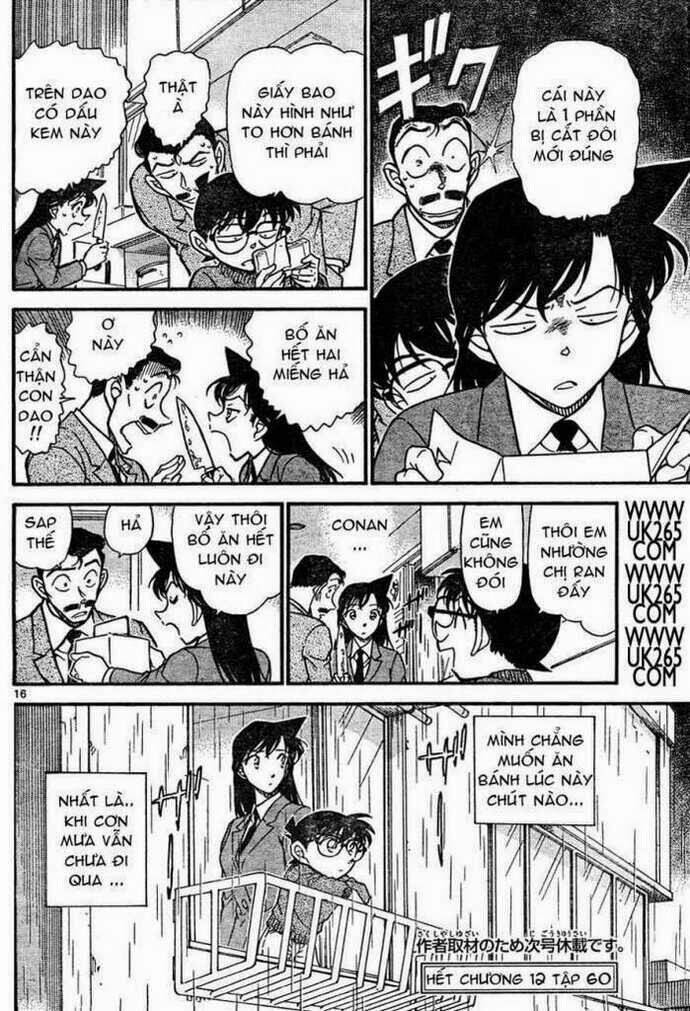 ギク
CÁI NÀY
LÀ 1 PHẦN
BỊ CẮT ĐÔI
MỚI ĐÚNG
GIẤY BAO
NÀY HÌNH NHƯ
TO HƠN BÁNH
THÌ PHẢI
THẬT
À
TRÊN DAO
CÓ DẤU
KEM NÀY
BỐ ĂN
HẾT HAI
MIẾNG HẢ
Ơ
NÀY
CẨN
THẬN
CON
DAO
!!
THÔI EM
NHƯỜNG
CHỊ RAN
ĐẤY
EM
CŨNG
KHÔNG
ĐÓI
CONAN
...
VẬY THÔI
BỐ ĂN HẾT
LUÔN ĐI
NÀY
HẢ
SAP
THẾ
WWW
UK265
COM
WWW
UK265
COM
WWW
UK265
COM
16
MÌNH CHẲNG
MUỐN ĂN
BÁNH LÚC NÀY
CHÚT NÀO...
NHẤT LÀ..
KHI CƠN
MƯA VẪN
CHƯA ĐI
QUA ...
作者取材のため次号休載です。
HẾT CHƯƠNG 12 TẬP 60